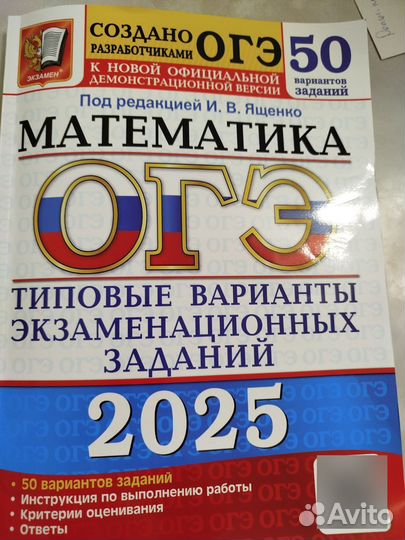 СОЗДАНО
РАЗРАБОТЧИКАМИ ОГЭ
К НОВОЙ ОФИЦИАЛЬНОЙ
ДЕМОНСТРАЦИОННОЙ ВЕРСИИ
50
вариантов
заданий
ЭКЗАМЕН
Под редакцией И. В. Ященко
МАТЕМАТИКА
ОГЭ
ТИПОВЫЕ ВАРИАНТЫ
ЭКЗАМЕНАЦИОННЫХ
ЗАДАНИЙ
2025
• 50 вариантов заданий
• Инструкция по выполнению работы
• Критерии оценивания
• Ответы
Avito